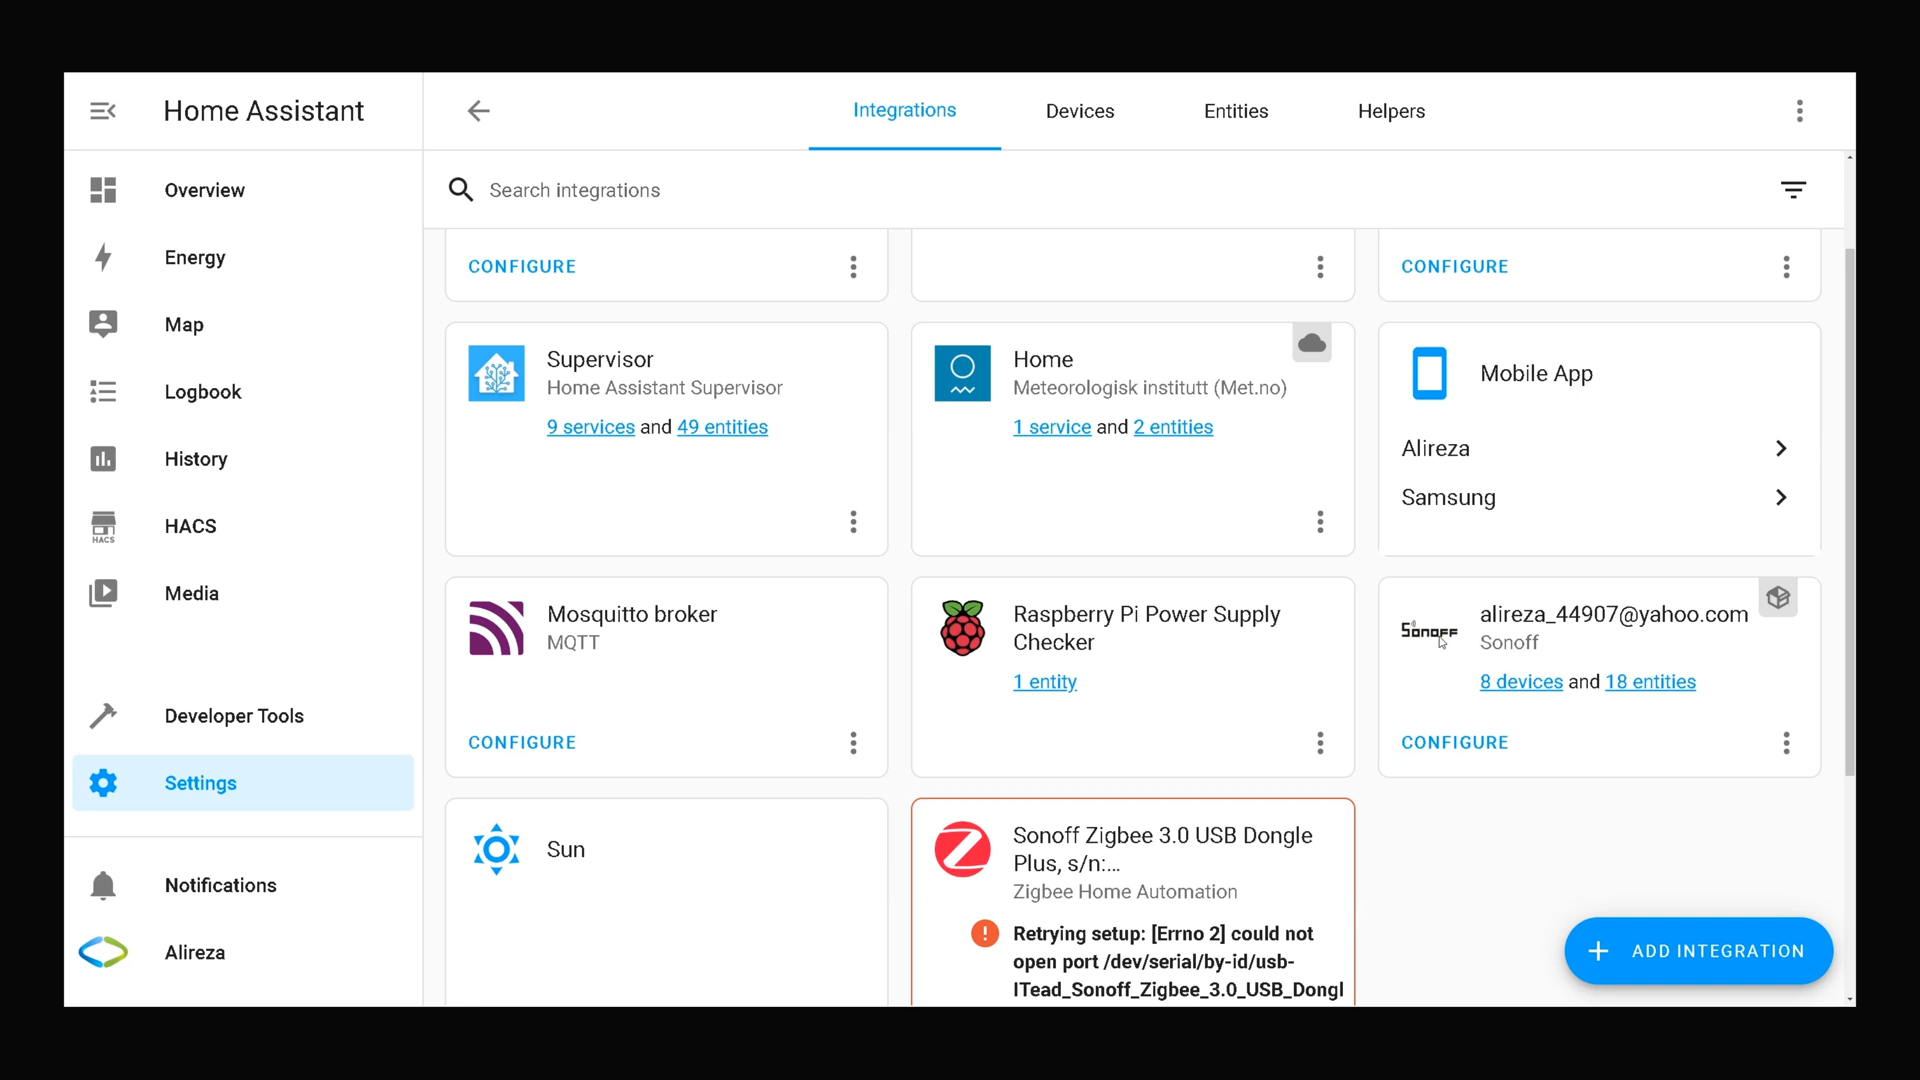 Home Assistant
Integrations
Devices
Entities
Helpers
Search integrations
Overview
Energy
Map
Logbook
History
HACS
HACS
Media
Developer Tools
Settings
Notifications
Alireza
CONFIGURE
CONFIGURE
Supervisor
Home Assistant Supervisor
9 services and 49 entities
Home
Meteorologisk institutt (Met.no)
1 service and 2 entities
Mobile App
Alireza
Samsung
Mosquitto broker
MQTT
CONFIGURE
Raspberry Pi Power Supply
Checker
1 entity
SONOFF
alireza_44907@yahoo.com
Sonoff
8 devices and 18 entities
CONFIGURE
Sun
Sonoff Zigbee 3.0 USB Dongle
Plus, s/n:...
Zigbee Home Automation
Retrying setup: [Errno 2] could not
open port /dev/serial/by-id/usb-
ITead_Sonoff_Zigbee_3.0_USB_Dongl
ADD INTEGRATION